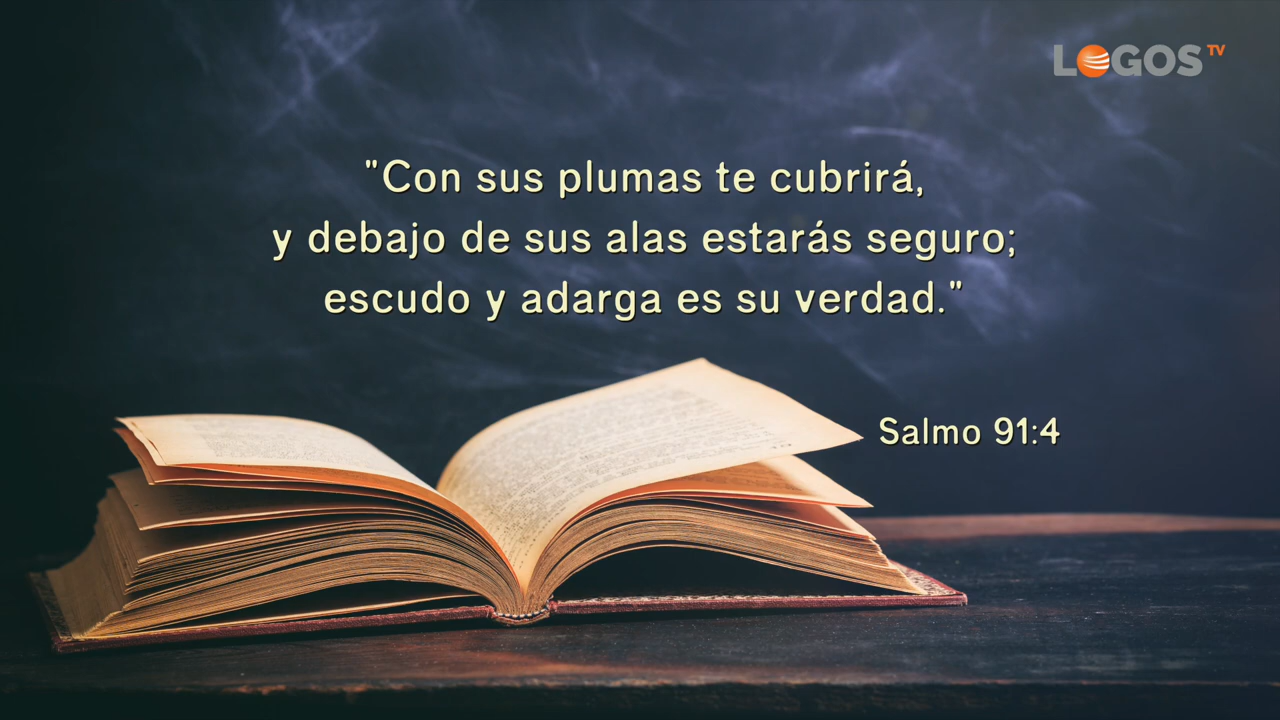 LOGOS TV
"Con sus plumas te cubrirá,
y debajo de sus alas estarás seguro;
escudo y adarga es su verdad."
Salmo 91:4